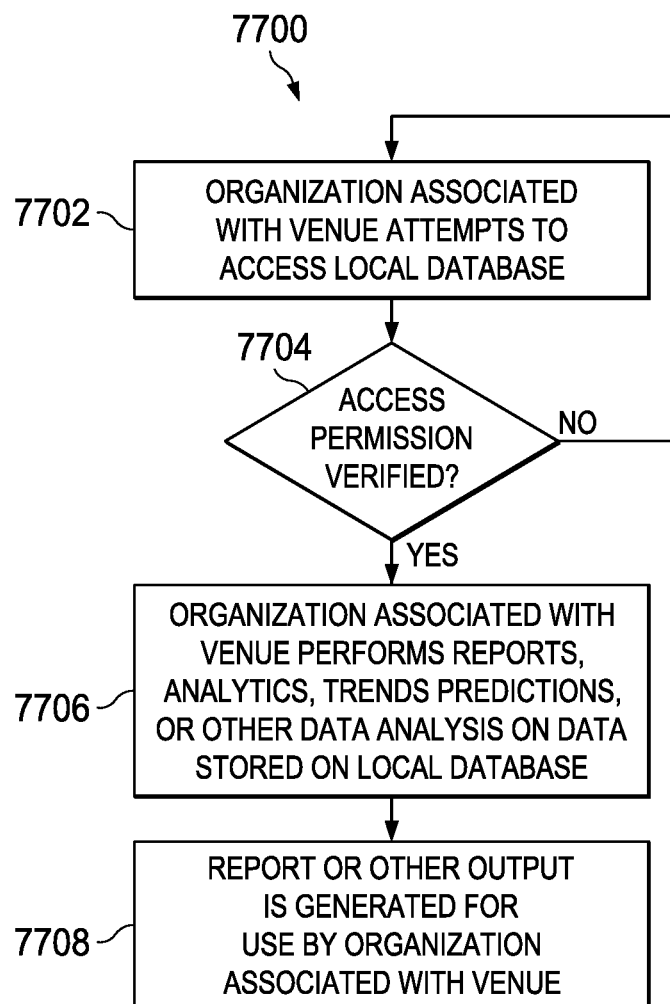 7700
7702
ORGANIZATION ASSOCIATED
WITH VENUE ATTEMPTS TO
ACCESS LOCAL DATABASE
7704
ACCESS
PERMISSION
VERIFIED?
NO
YES
7706
ORGANIZATION ASSOCIATED WITH
VENUE PERFORMS REPORTS,
ANALYTICS, TRENDS PREDICTIONS,
OR OTHER DATA ANALYSIS ON DATA
STORED ON LOCAL DATABASE
7708
REPORT OR OTHER OUTPUT
IS GENERATED FOR
USE BY ORGANIZATION
ASSOCIATED WITH VENUE